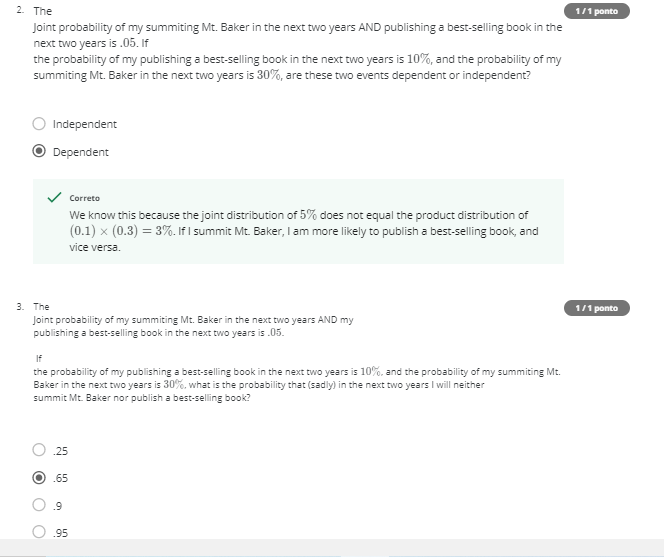 2. The
Joint probability of my summiting Mt. Baker in the next two years AND publishing a best-selling book in the
next two years is .05. If
the probability of my publishing a best-selling book in the next two years is 10%, and the probability of my
summiting Mt. Baker in the next two years is 30%, are these two events dependent or independent?
1 / 1 ponto
Independent
Dependent
Correto
We know this because the joint distribution of 5% does not equal the product distribution of
(0.1) × (0.3) = 3%. If I summit Mt. Baker, I am more likely to publish a best-selling book, and
vice versa.
3. The
Joint probability of my summiting Mt. Baker in the next two years AND my
publishing a best-selling book in the next two years is .05.
1 / 1 ponto
If
the probability of my publishing a best-selling book in the next two years is 10%, and the probability of my summiting Mt.
Baker in the next two years is 30%, what is the probability that (sadly) in the next two years I will neither
summit Mt. Baker nor publish a best-selling book?
.25
.65
.9
.95